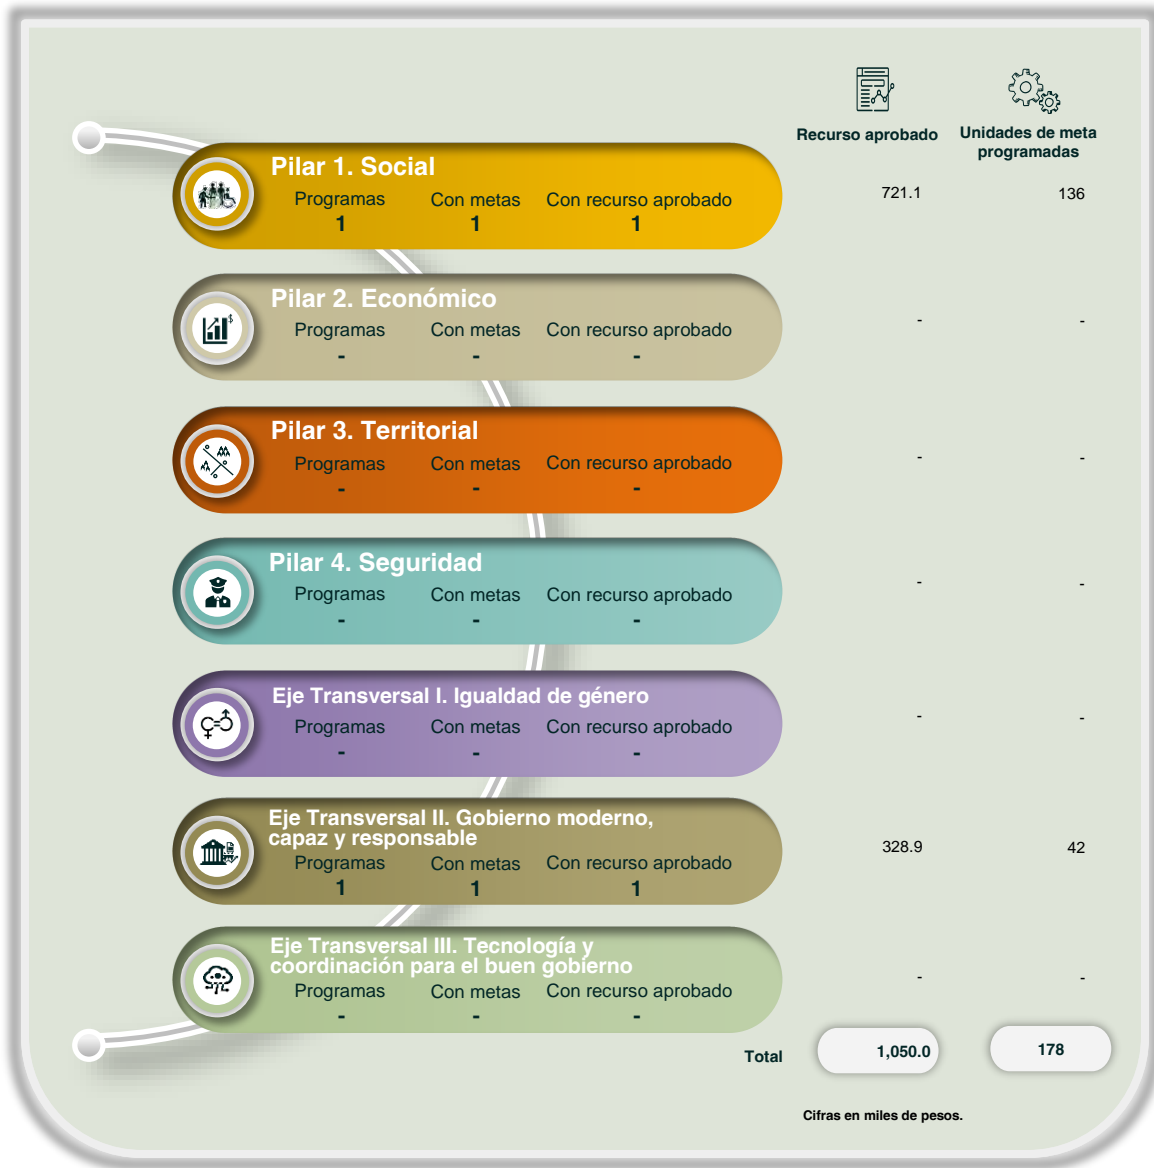 Recurso aprobado
Unidades de meta
programadas
Pilar 1. Social
Programas Con metas Con recurso aprobado
1 1 1
721.1 136
Pilar 2. Económico
Programas Con metas Con recurso aprobado
- - -
- -
Pilar 3. Territorial
Programas Con metas Con recurso aprobado
- - -
- -
Pilar 4. Seguridad
Programas Con metas Con recurso aprobado
- - -
- -
Eje Transversal I. Igualdad de género
Programas Con metas Con recurso aprobado
- - -
- -
Eje Transversal II. Gobierno moderno,
capaz y responsable
Programas Con metas Con recurso aprobado
1 1 1
328.9 42
Eje Transversal III. Tecnología y
coordinación para el buen gobierno
Programas Con metas Con recurso aprobado
- - -
- -
Total 1,050.0 178
Cifras en miles de pesos.